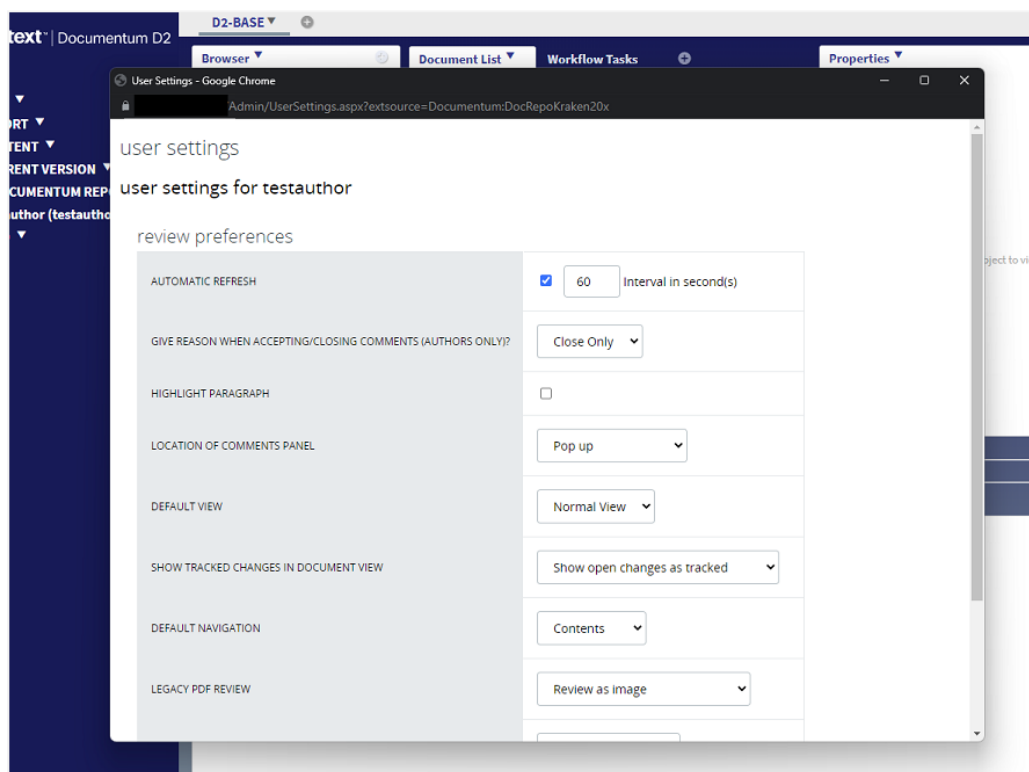 D2-BASE
text™ | Documentum D2
Browser
Document List
Workflow Tasks
Properties
User Settings - Google Chrome
/Admin/UserSettings.aspx?extsource=Documentum:DocRepoKraken20x
ORT
TENT
RENT VERSION
CUMENTUM REP
uthor (testautho
user settings
user settings for testauthor
review preferences
AUTOMATIC REFRESH
60 Interval in second(s)
GIVE REASON WHEN ACCEPTING/CLOSING COMMENTS (AUTHORS ONLY)?
Close Only
HIGHLIGHT PARAGRAPH
LOCATION OF COMMENTS PANEL
Pop up
DEFAULT VIEW
Normal View
SHOW TRACKED CHANGES IN DOCUMENT VIEW
Show open changes as tracked
DEFAULT NAVIGATION
Contents
LEGACY PDF REVIEW
Review as image
bject to vi